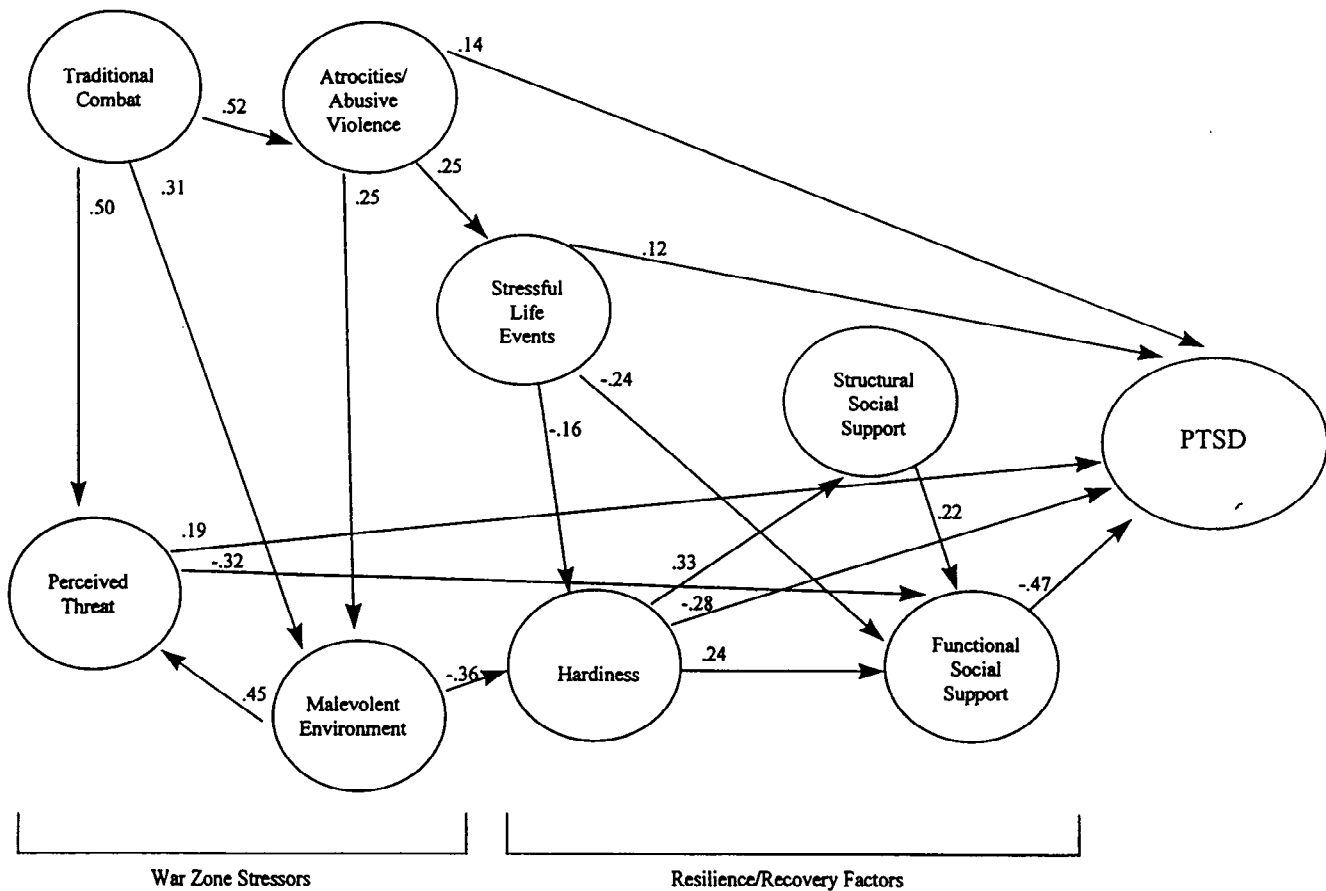 Traditional
Combat
Atrocities/
Abusive
Violence
.14
.52
.25
.31
.25
.50
.12
Stressful
Life
Events
-.24
Structural
Social
Support
-.16
PTSD
.22
.19
-.32
.33
Perceived
Threat
-.28
-.47
.24
Functional
Social
Support
Hardiness
-.36
.45
Malevolent
Environment
War Zone Stressors
Resilience/Recovery Factors